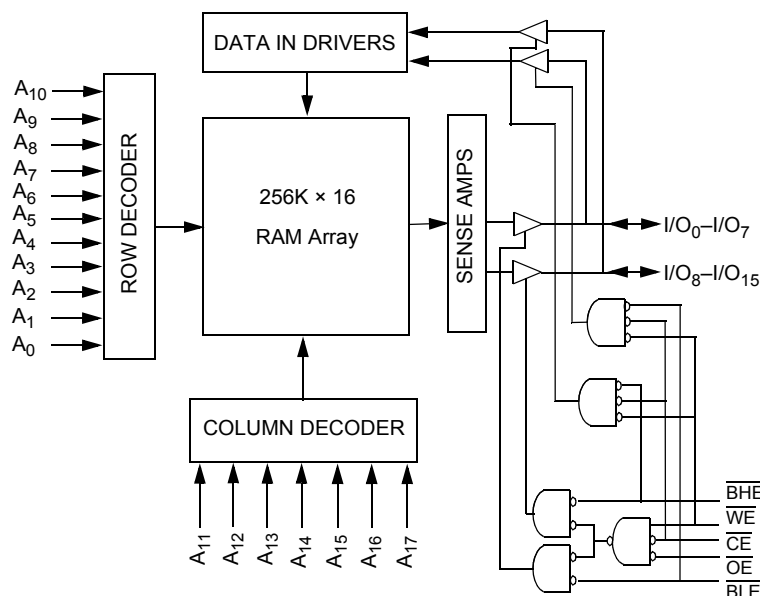 DATA IN DRIVERS
A10
A9
A8
A7
A6
A5
A4
A3
A2
A1
A0
ROW DECODER
256K × 16
RAM Array
SENSE AMPS
I/O0–I/O7
I/O8–I/O15
COLUMN DECODER
A11
A12
A13
A14
A15
A16
A17
BHE
WE
CE
OE
BLE